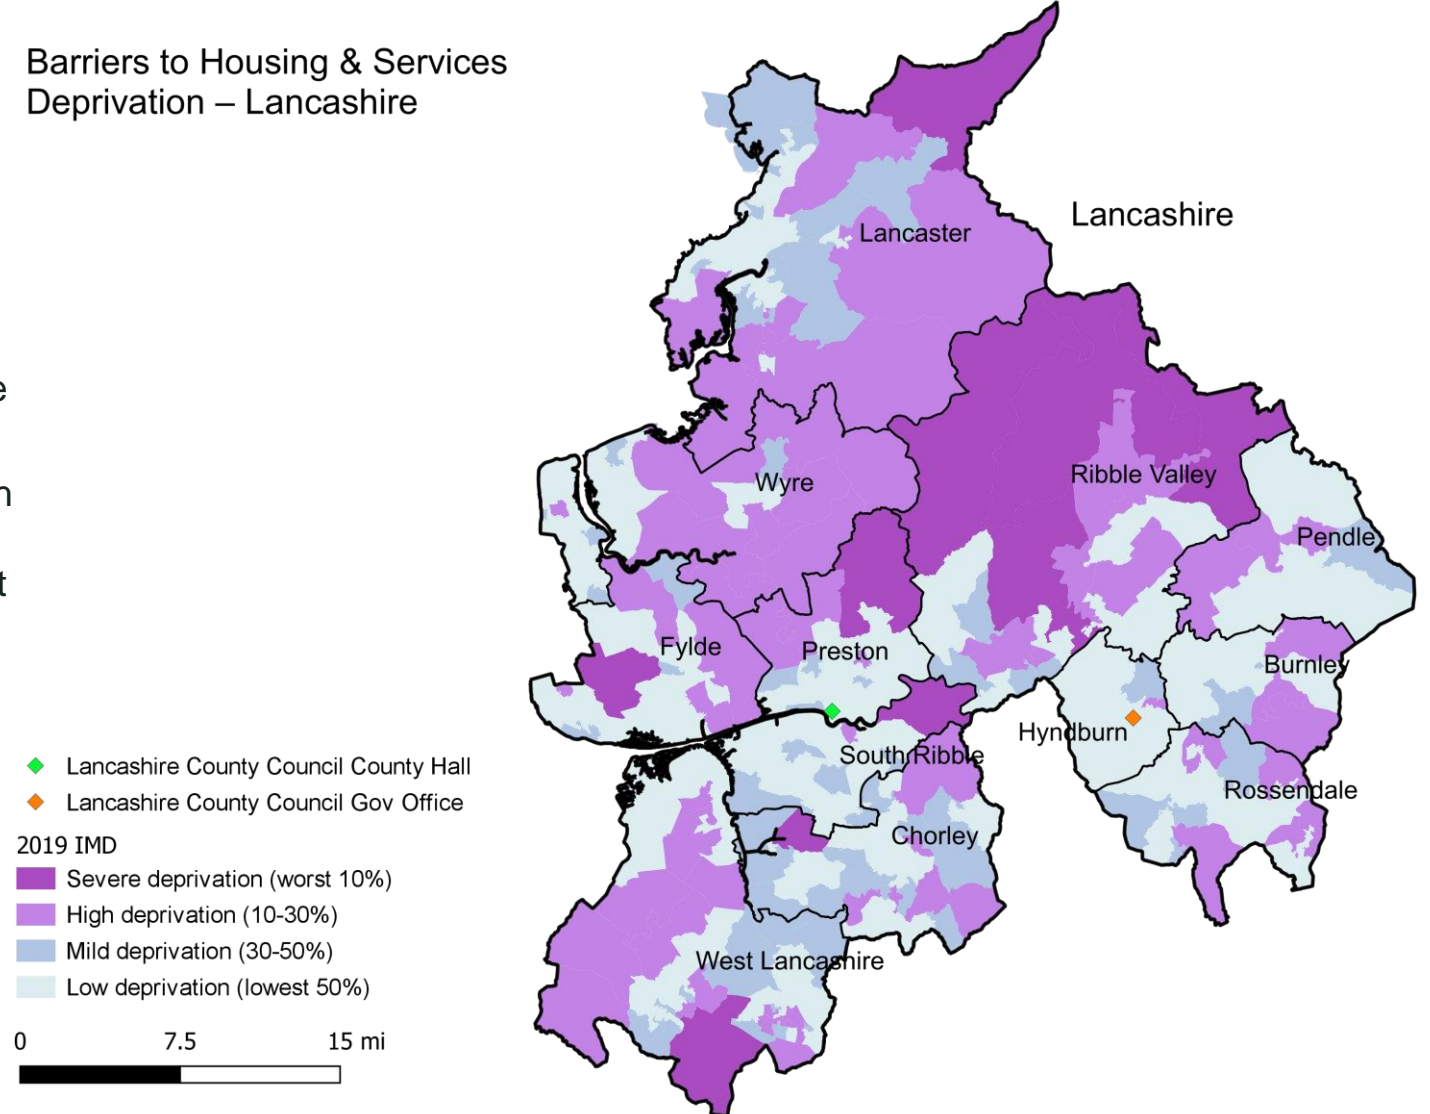 Barriers to Housing & Services
Deprivation – Lancashire
Lancashire
Lancaster
e
Ribble Valley
Wyre
n
Pendle
t
Fylde
Preston
Burnley
Hyndburn
South Ribble
Rossendale
Chorley
West Lancashire
Lancashire County Council County Hall
Lancashire County Council Gov Office
2019 IMD
Severe deprivation (worst 10%)
High deprivation (10-30%)
Mild deprivation (30-50%)
Low deprivation (lowest 50%)
0 7.5 15 mi